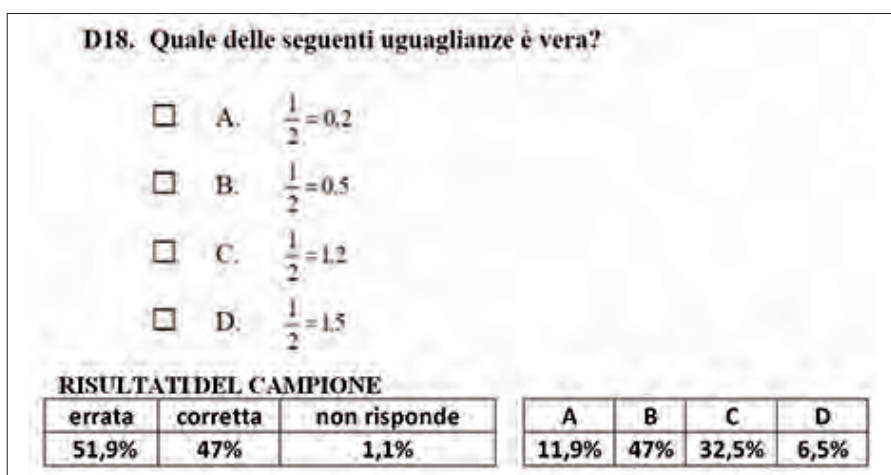 D18. Quale delle seguenti uguaglianze è vera?
A. 1/2 = 0,2
B. 1/2 = 0,5
C. 1/2 = 1,2
D. 1/2 = 1,5
RISULTATI DEL CAMPIONE
errata corretta non risponde A B C D
51,9% 47% 1,1% 11,9% 47% 32,5% 6,5%